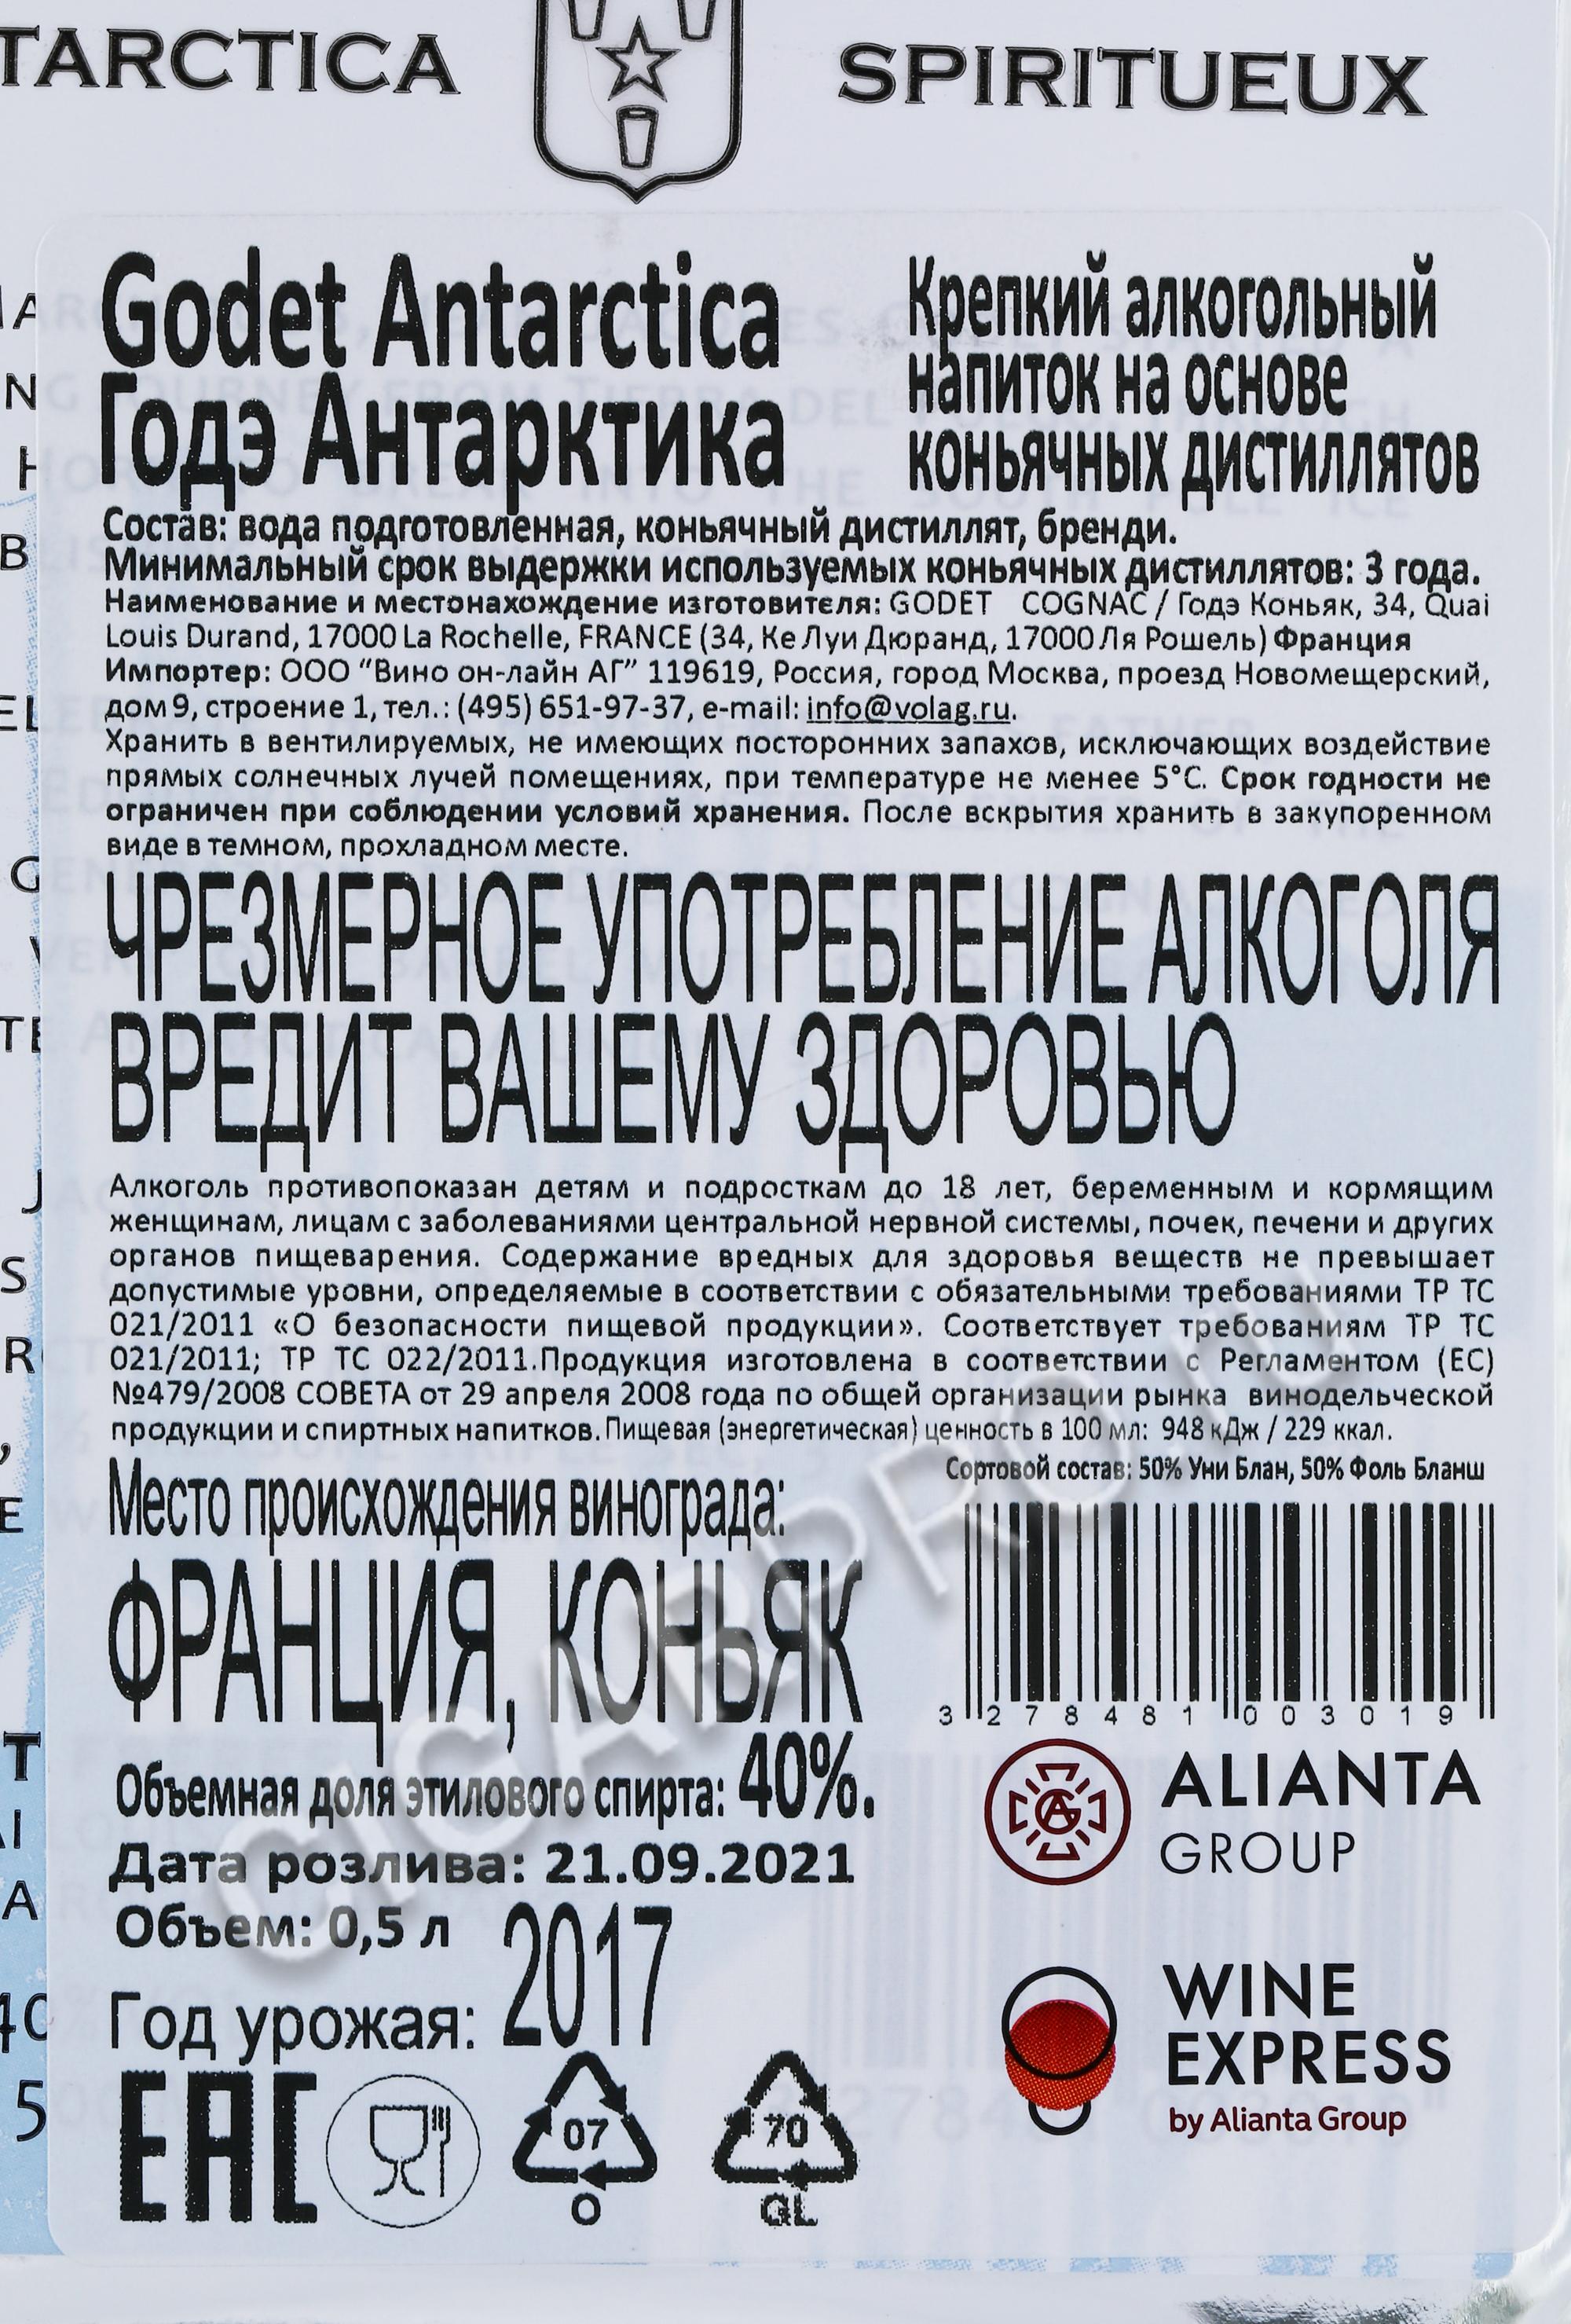 TARCTICA SPIRITUEUX
Godet Antarctica
Годэ Антарктика
Крепкий алкогольный
напиток на основе
коньячных дистиллятов
Состав: вода подготовленная, коньячный дистиллят, бренди.
Минимальный срок выдержки используемых коньячных дистиллятов: 3 года.
Наименование и местонахождение изготовителя: GODET COGNAC / Годэ Коньяк, 34, Quai
Louis Durand, 17000 La Rochelle, FRANCE (34, Ке Луи Дюранд, 17000 Ля Рошель) Франция
Импортер: ООО “Вино он-лайн АГ” 119619, Россия, город Москва, проезд Новомещерский,
дом 9, строение 1, тел.: (495) 651-97-37, e-mail: info@volag.ru.
Хранить в вентилируемых, не имеющих посторонних запахов, исключающих воздействие
прямых солнечных лучей помещениях, при температуре не менее 5°С. Срок годности не
ограничен при соблюдении условий хранения. После вскрытия хранить в закупоренном
виде в темном, прохладном месте.
ЧРЕЗМЕРНОЕ УПОТРЕБЛЕНИЕ АЛКОГОЛЯ
ВРЕДИТ ВАШЕМУ ЗДОРОВЬЮ
Алкоголь противопоказан детям и подросткам до 18 лет, беременным и кормящим
женщинам, лицам с заболеваниями центральной нервной системы, почек, печени и других
органов пищеварения. Содержание вредных для здоровья веществ не превышает
допустимые уровни, определяемые в соответствии с обязательными требованиями ТР ТС
021/2011 «О безопасности пищевой продукции». Соответствует требованиям ТР ТС
021/2011; ТР ТС 022/2011.Продукция изготовлена в соответствии с Регламентом (ЕС)
№479/2008 СОВЕТА от 29 апреля 2008 года по общей организации рынка винодельческой
продукции и спиртных напитков. Пищевая (энергетическая) ценность в 100 мл: 948 кДж / 229 ккал.
Сортовой состав: 50% Уни Блан, 50% Фоль Бланш
Место происхождения винограда:
ФРАНЦИЯ, КОНЬЯК
3 278481 003019
Объемная доля этилового спирта: 40%.
Дата розлива: 21.09.2021
Объем: 0,5 л
Год урожая: 2017
ALIANTA
GROUP
WINE
EXPRESS
by Alianta Group
EAC
07
O
70
GL
CIGARPRO.ru